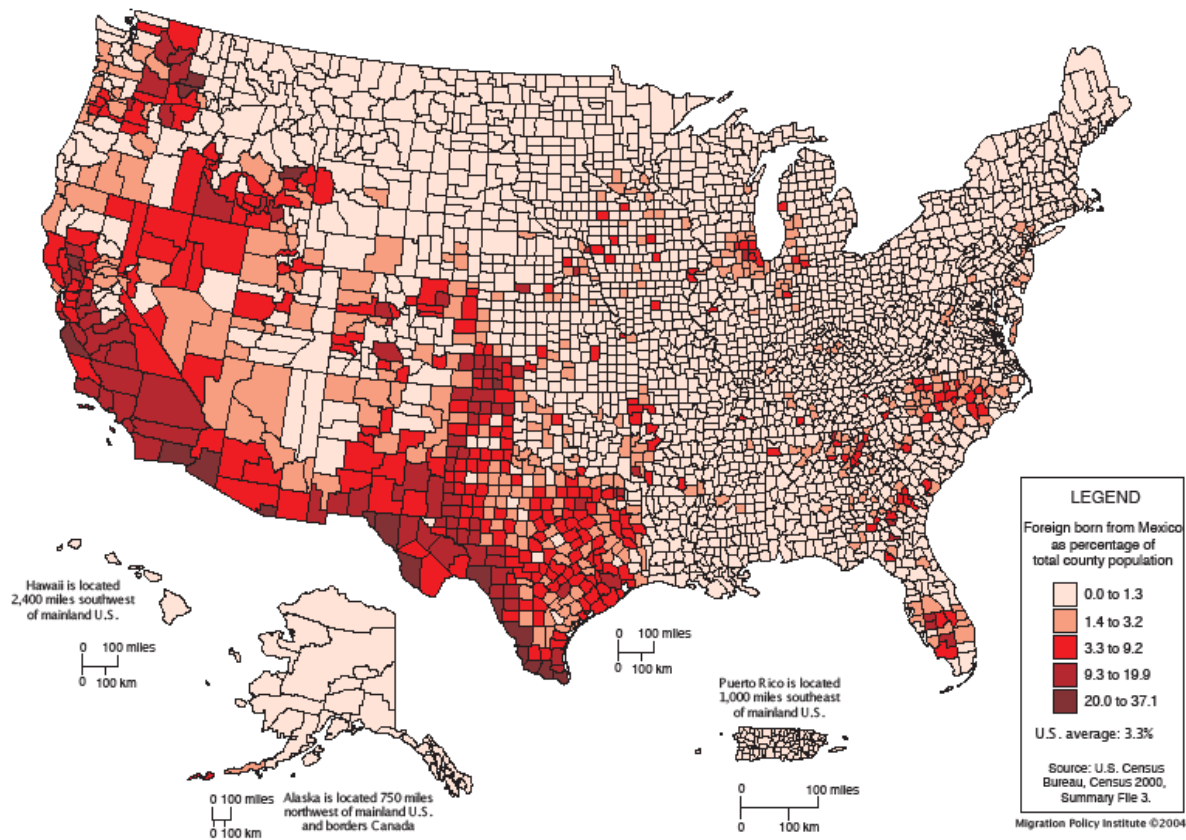 LEGEND
Foreign born from Mexico
as percentage of
total county population
0.0 to 1.3
1.4 to 3.2
3.3 to 9.2
9.3 to 19.9
20.0 to 37.1
U.S. average: 3.3%
Source: U.S. Census
Bureau, Census 2000,
Summary File 3.
Migration Policy Institute ©2004
Hawaii is located
2,400 miles southwest
of mainland U.S.
0 100 miles
0 100 km
0 100 miles
0 100 km
Puerto Rico is located
1,000 miles southeast
of mainland U.S.
0 100 miles
0 100 km
0 100 miles
0 100 km
Alaska is located 750 miles
northwest of mainland U.S.
and borders Canada